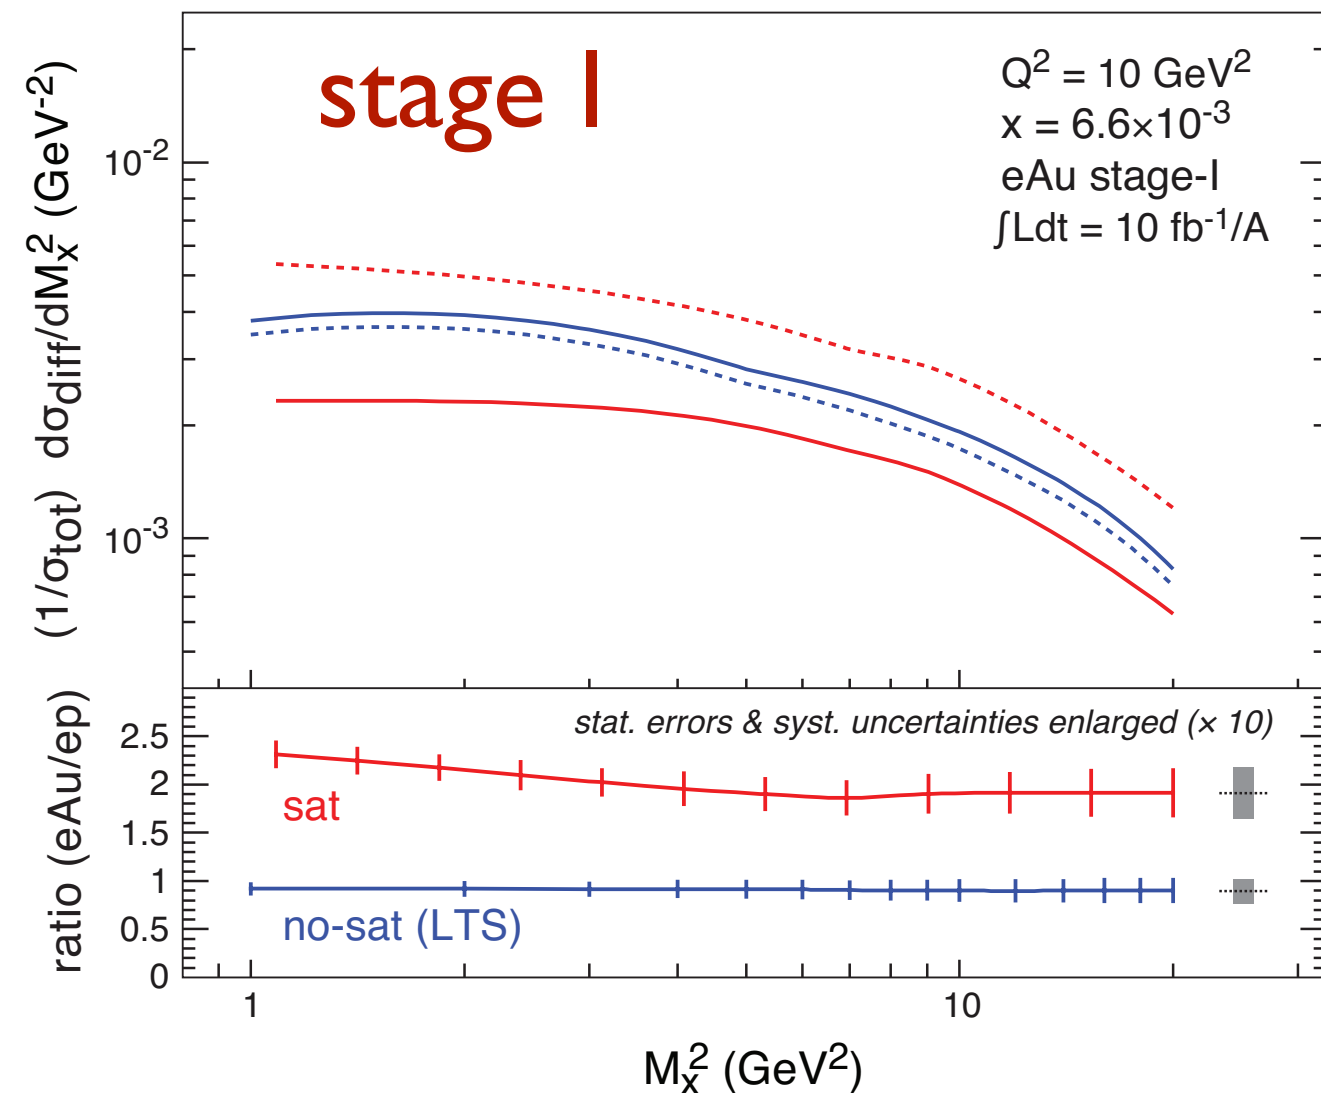 stage I
Q² = 10 GeV²
x = 6.6×10⁻³
eAu stage-I
∫Ldt = 10 fb⁻¹/A
(1/σtot) dσdiff/dMx² (GeV⁻²)
10⁻²
10⁻³
stat. errors & syst. uncertainties enlarged (× 10)
ratio (eAu/ep)
2.5
2
1.5
1
0.5
0
sat
no-sat (LTS)
1
10
Mx² (GeV²)